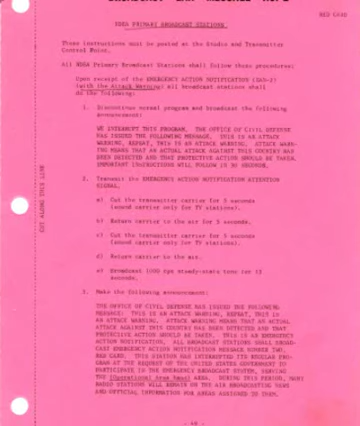 RED CARD
NDEA PRIMARY BROADCAST STATIONS
These instructions must be posted at the Studio and Transmitter
Control Point.
All NDEA Primary Broadcast Stations shall follow these procedures:
Upon receipt of the EMERGENCY ACTION NOTIFICATION
(with the Attack Warning) all broadcast stations shall
do the following:
1. Discontinue normal program and broadcast the following
announcement:
WE INTERRUPT THIS PROGRAM. THE OFFICE OF CIVIL DEFENSE
HAS ISSUED THE FOLLOWING MESSAGE. THIS IS AN ATTACK
WARNING, REPEAT, THIS IS AN ATTACK WARNING. ATTACK WARN-
ING MEANS THAT AN ACTUAL ATTACK AGAINST THIS COUNTRY HAS
BEEN DETECTED AND THAT PROTECTIVE ACTION SHOULD BE TAKEN.
IMPORTANT INSTRUCTIONS WILL FOLLOW IN 30 SECONDS.
2. Transmit the EMERGENCY ACTION NOTIFICATION ATTENTION
SIGNAL.
a) Cut the transmitter carrier for 5 seconds
(sound carrier only for TV stations).
b) Return carrier to the air for 5 seconds.
c) Cut the transmitter carrier for 5 seconds
(sound carrier only for TV stations).
d) Return carrier to the air.
e) Broadcast 1000 cps steady-state tone for 15
seconds.
3. Make the following announcement:
THE OFFICE OF CIVIL DEFENSE HAS ISSUED THE FOLLOWING
MESSAGE: THIS IS AN ATTACK WARNING, REPEAT, THIS IS
AN ATTACK WARNING. ATTACK WARNING MEANS THAT AN ACTUAL
ATTACK AGAINST THIS COUNTRY HAS BEEN DETECTED AND THAT
PROTECTIVE ACTION SHOULD BE TAKEN. THIS IS AN EMERGENCY
ACTION NOTIFICATION. ALL BROADCAST STATIONS SHALL BROAD-
CAST EMERGENCY ACTION NOTIFICATION MESSAGE NUMBER TWO,
RED CARD. THIS STATION HAS INTERRUPTED ITS REGULAR PRO-
GRAM AT THE REQUEST OF THE UNITED STATES GOVERNMENT TO
PARTICIPATE IN THE EMERGENCY BROADCAST SYSTEM, SERVING
THE (Operational Area Name) AREA. DURING THIS PERIOD, MANY
RADIO STATIONS WILL REMAIN ON THE AIR BROADCASTING NEWS
AND OFFICIAL INFORMATION FOR AREAS ASSIGNED TO THEM.
CUT ALONG THIS LINE